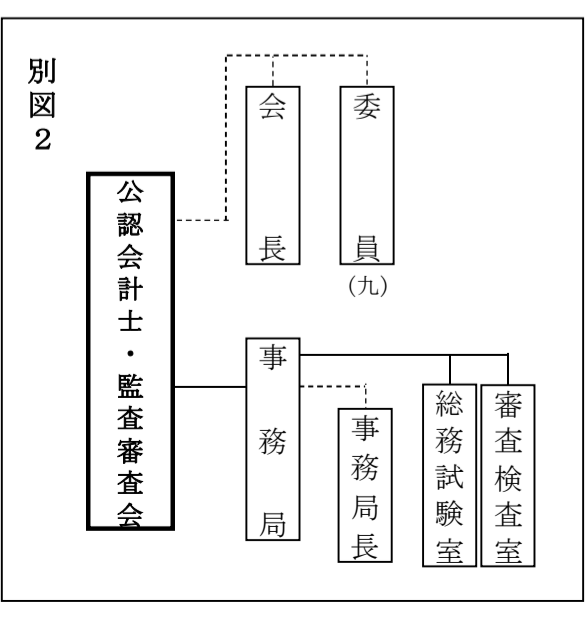 別図２
公認会計士・監査審査会
会長
委員
（九）
事務局
事務局長
総務試験室
審査検査室